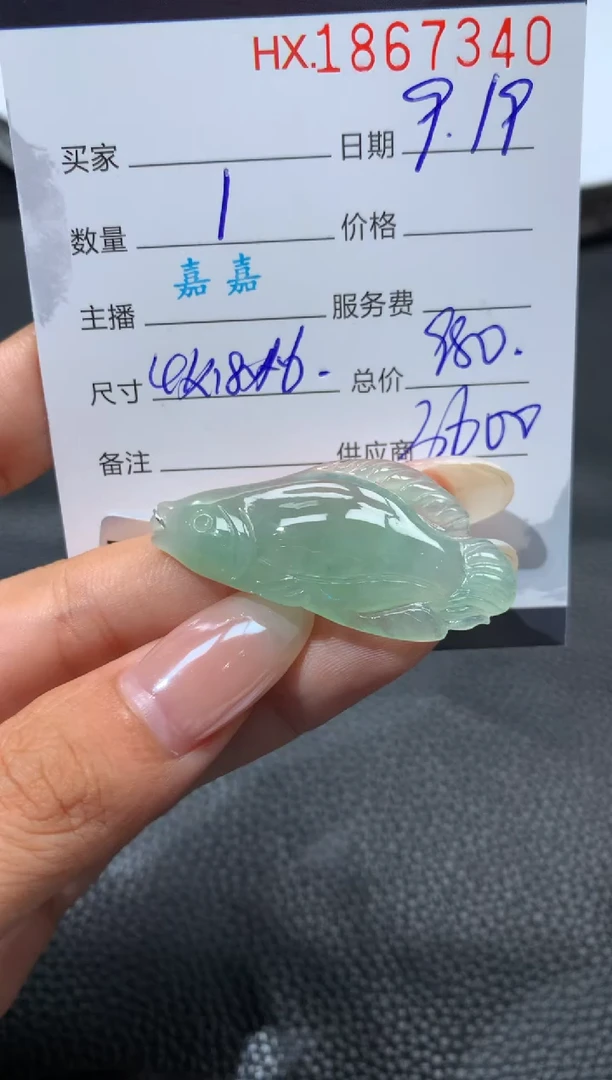 HX.1867340
买家 日期 9.19
数量 1 价格
嘉嘉
主播 服务费
尺寸 总价 980.
备注 供应商